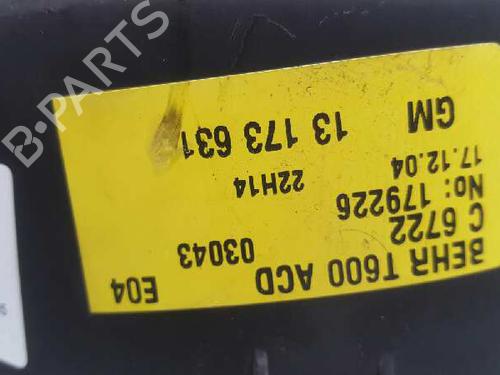 BEHR T600 ACD E04
C 6722 03043
No: 179226
17.12.04 22H14
GM 13 173 631
B-PARTS